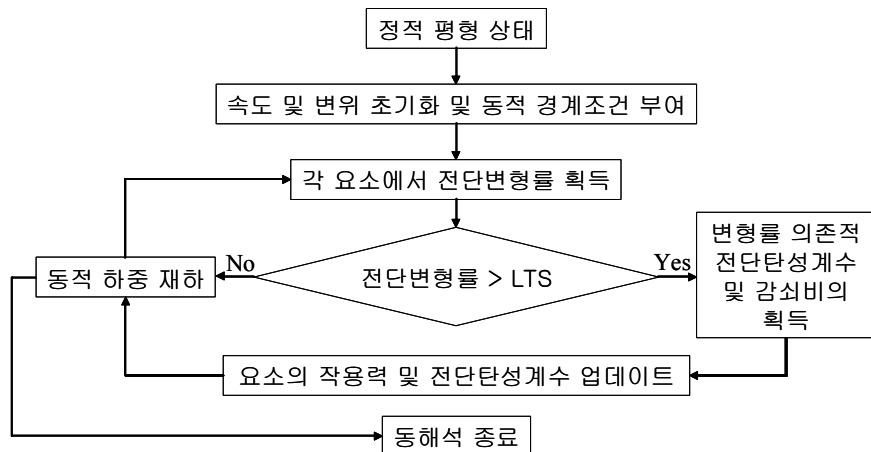 정적 평형 상태
속도 및 변위 초기화 및 동적 경계조건 부여
각 요소에서 전단변형률 획득
동적 하중 재하
No
전단변형률 > LTS
Yes
변형률 의존적
전단탄성계수
및 감쇠비의
획득
요소의 작용력 및 전단탄성계수 업데이트
동해석 종료